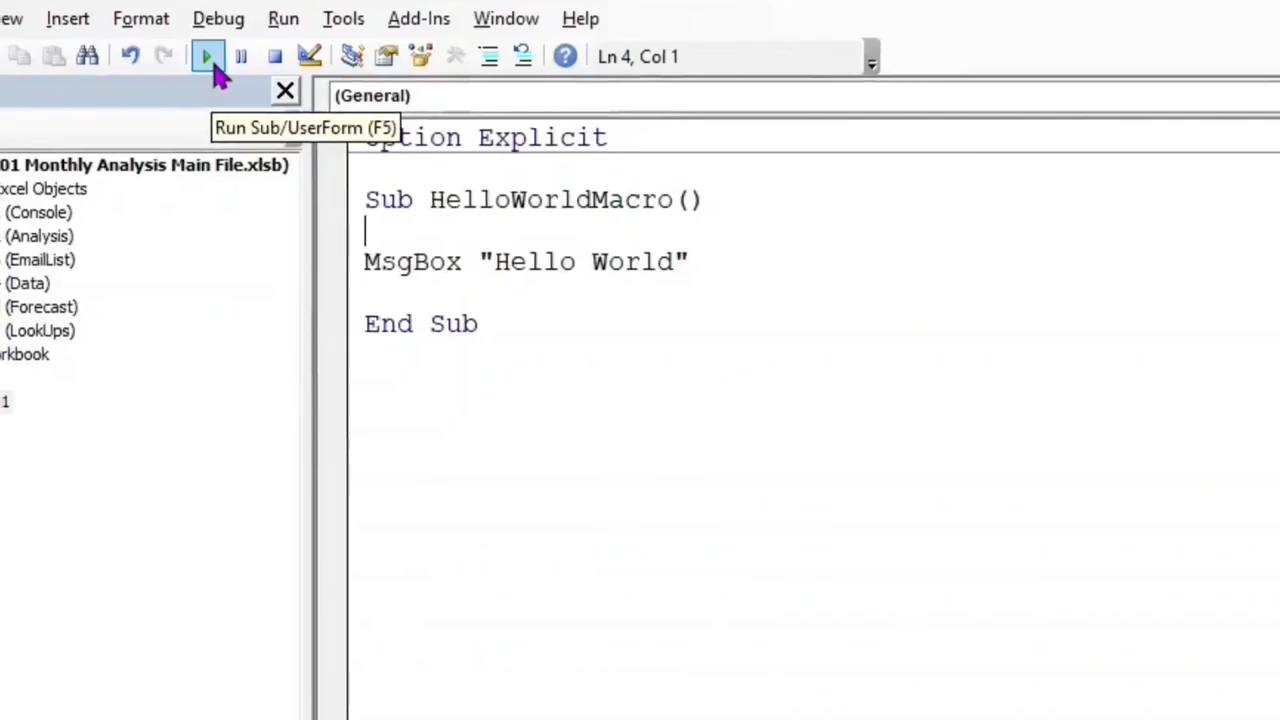 ew Insert Format Debug Run Tools Add-Ins Window Help
Ln 4, Col 1
(General)
Run Sub/UserForm (F5)
ption Explicit
01 Monthly Analysis Main File.xlsb)
xcel Objects
(Console)
(Analysis)
(EmailList)
(Data)
(Forecast)
(LookUps)
orkbook
1
Sub HelloWorldMacro()
MsgBox "Hello World"
End Sub